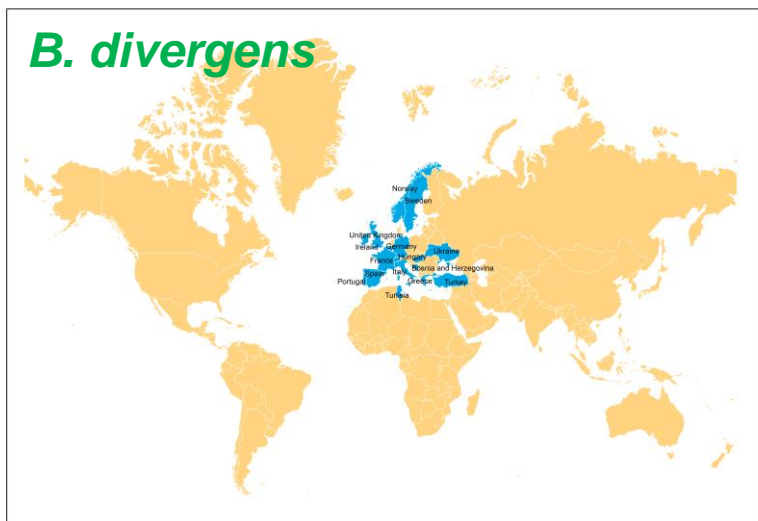 B. divergens
Norway
Sweden
United Kingdom
Ireland
Germany
Hungary
Ukraine
France
Bosnia and Herzegovina
Spain
Italy
Portugal
Greece
Turkey
Tunisia